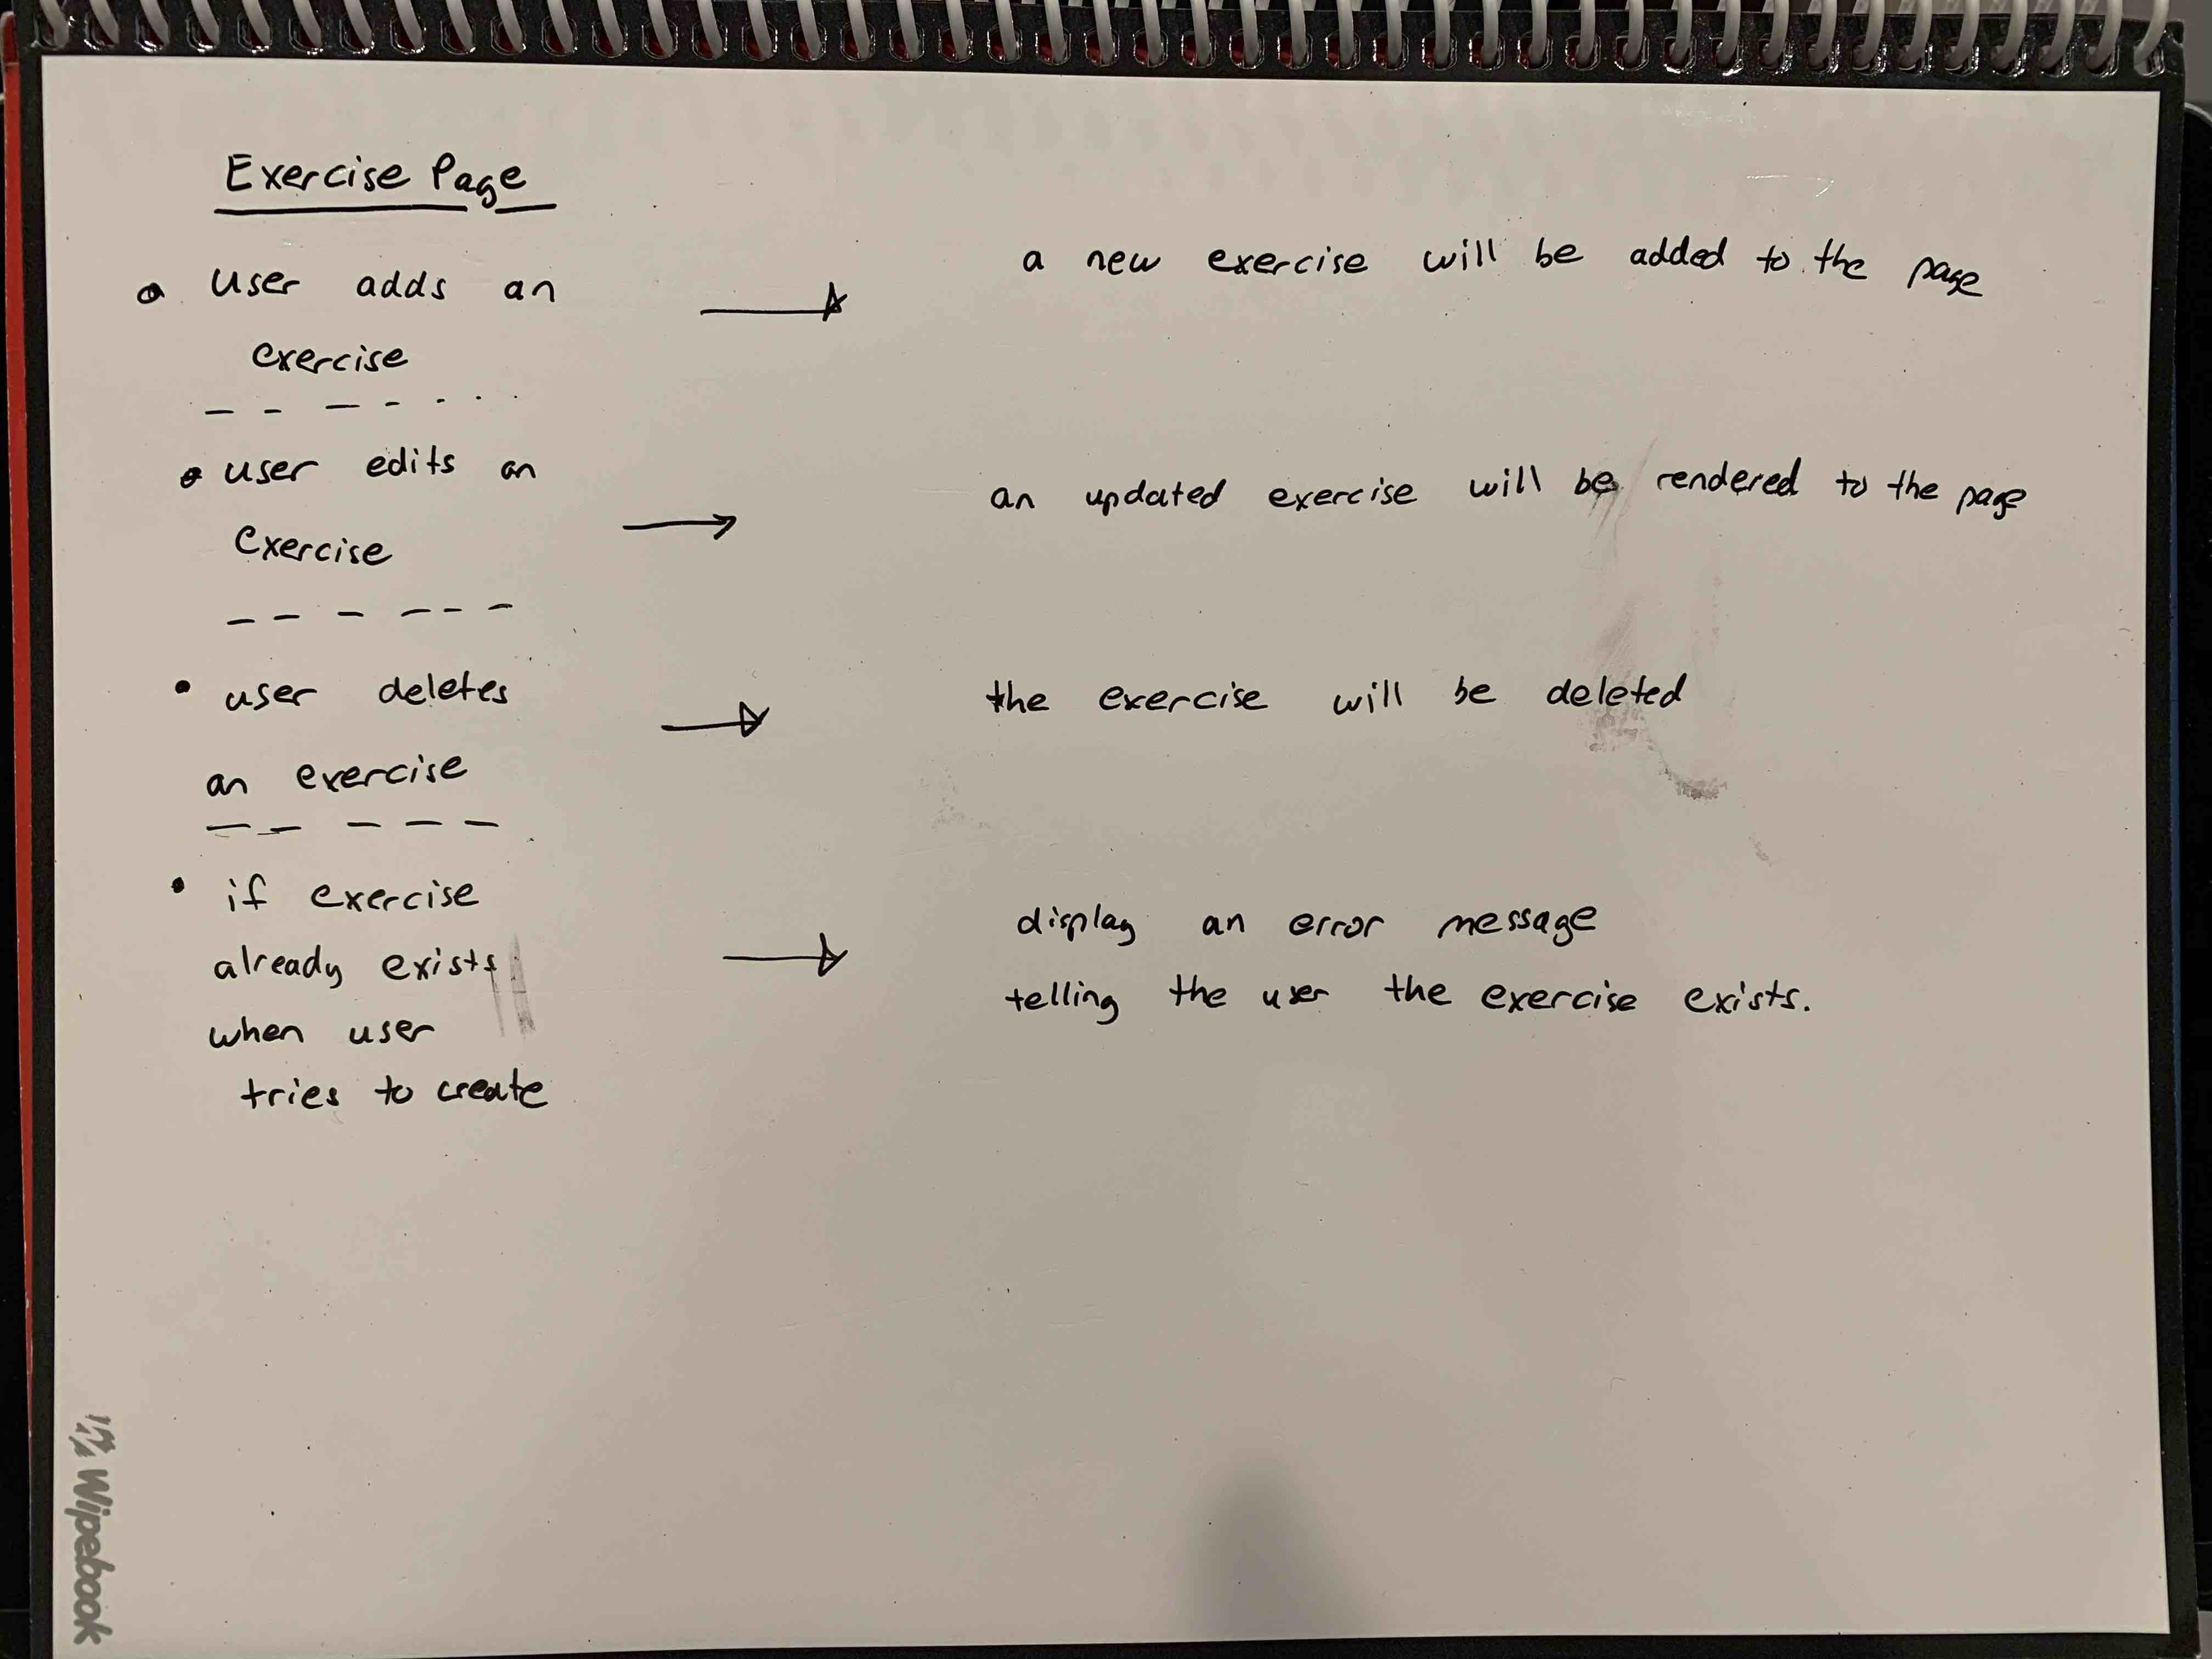 Exercise Page
• user adds an
exercise
a new exercise will be added to the page
• user edits an
exercise
an updated exercise will be rendered to the page
• user deletes
an exercise
the exercise will be deleted
• if exercise
already exists
when user
tries to create
display an error message
telling the user the exercise exists.
Wipebook